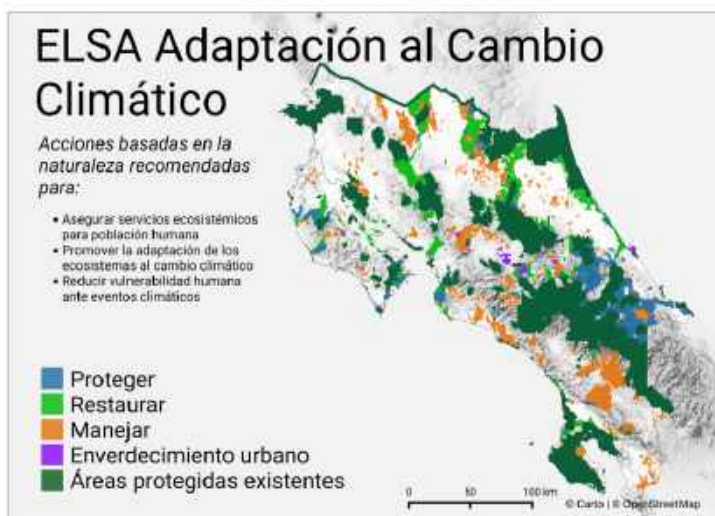 ELSA Adaptación al Cambio
Climático
Acciones basadas en la
naturaleza recomendadas
para:
• Asegurar servicios ecosistémicos
para población humana
• Promover la adaptación de los
ecosistemas al cambio climático
• Reducir vulnerabilidad humana
ante eventos climáticos
Proteger
Restaurar
Manejar
Enverdecimiento urbano
Áreas protegidas existentes
0 50 100 km
© Carto | © OpenStreetMap